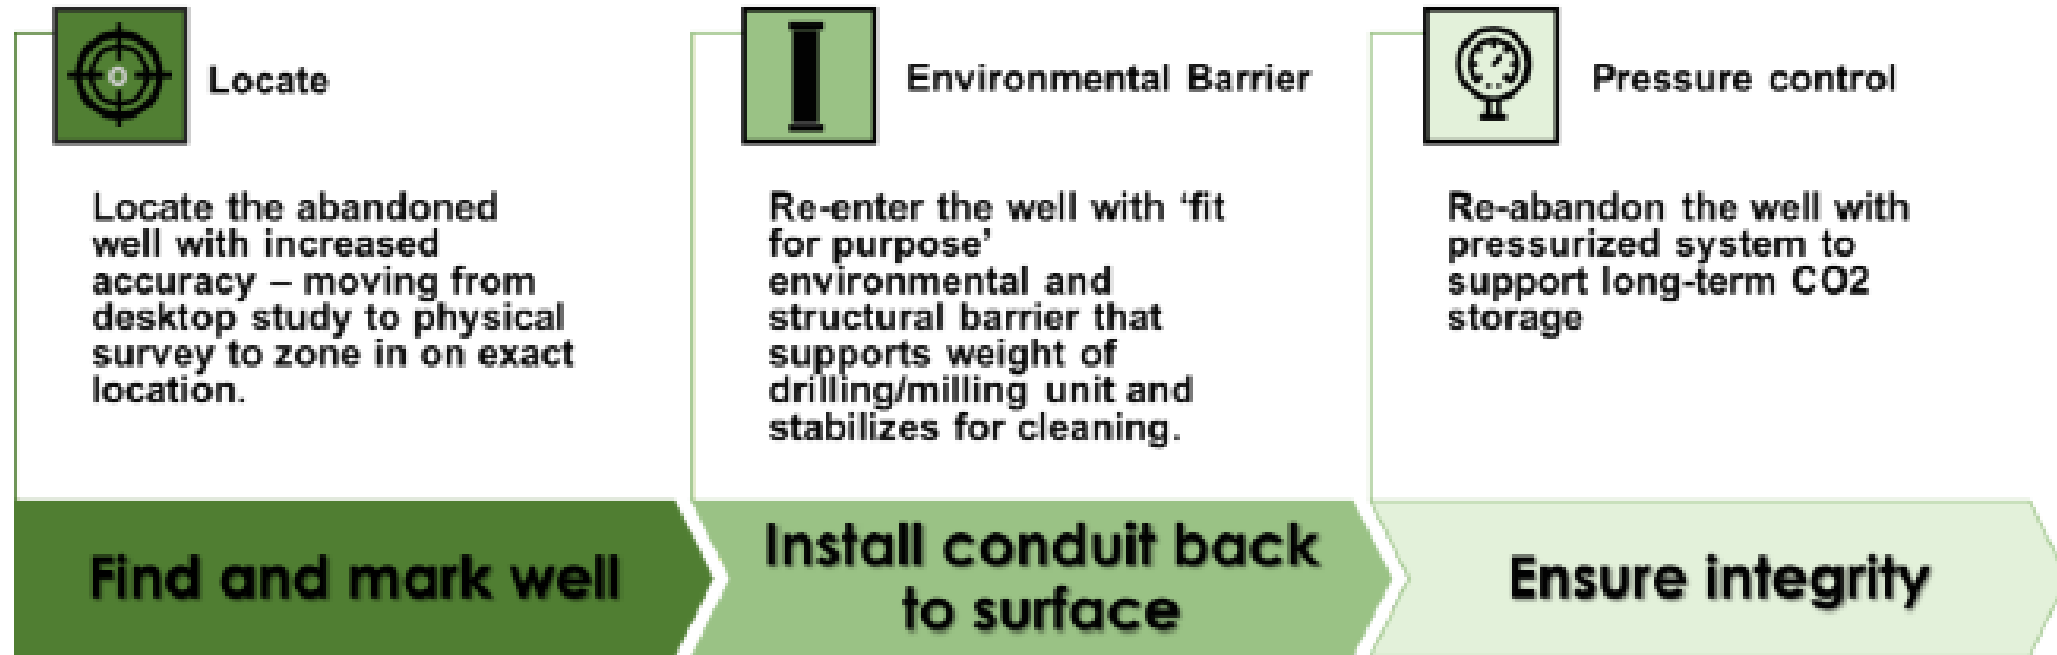 Locate
Locate the abandoned
well with increased
accuracy – moving from
desktop study to physical
survey to zone in on exact
location.
Find and mark well
Environmental Barrier
Re-enter the well with ‘fit
for purpose’
environmental and
structural barrier that
supports weight of
drilling/milling unit and
stabilizes for cleaning.
Install conduit back
to surface
Pressure control
Re-abandon the well with
pressurized system to
support long-term CO2
storage
Ensure integrity